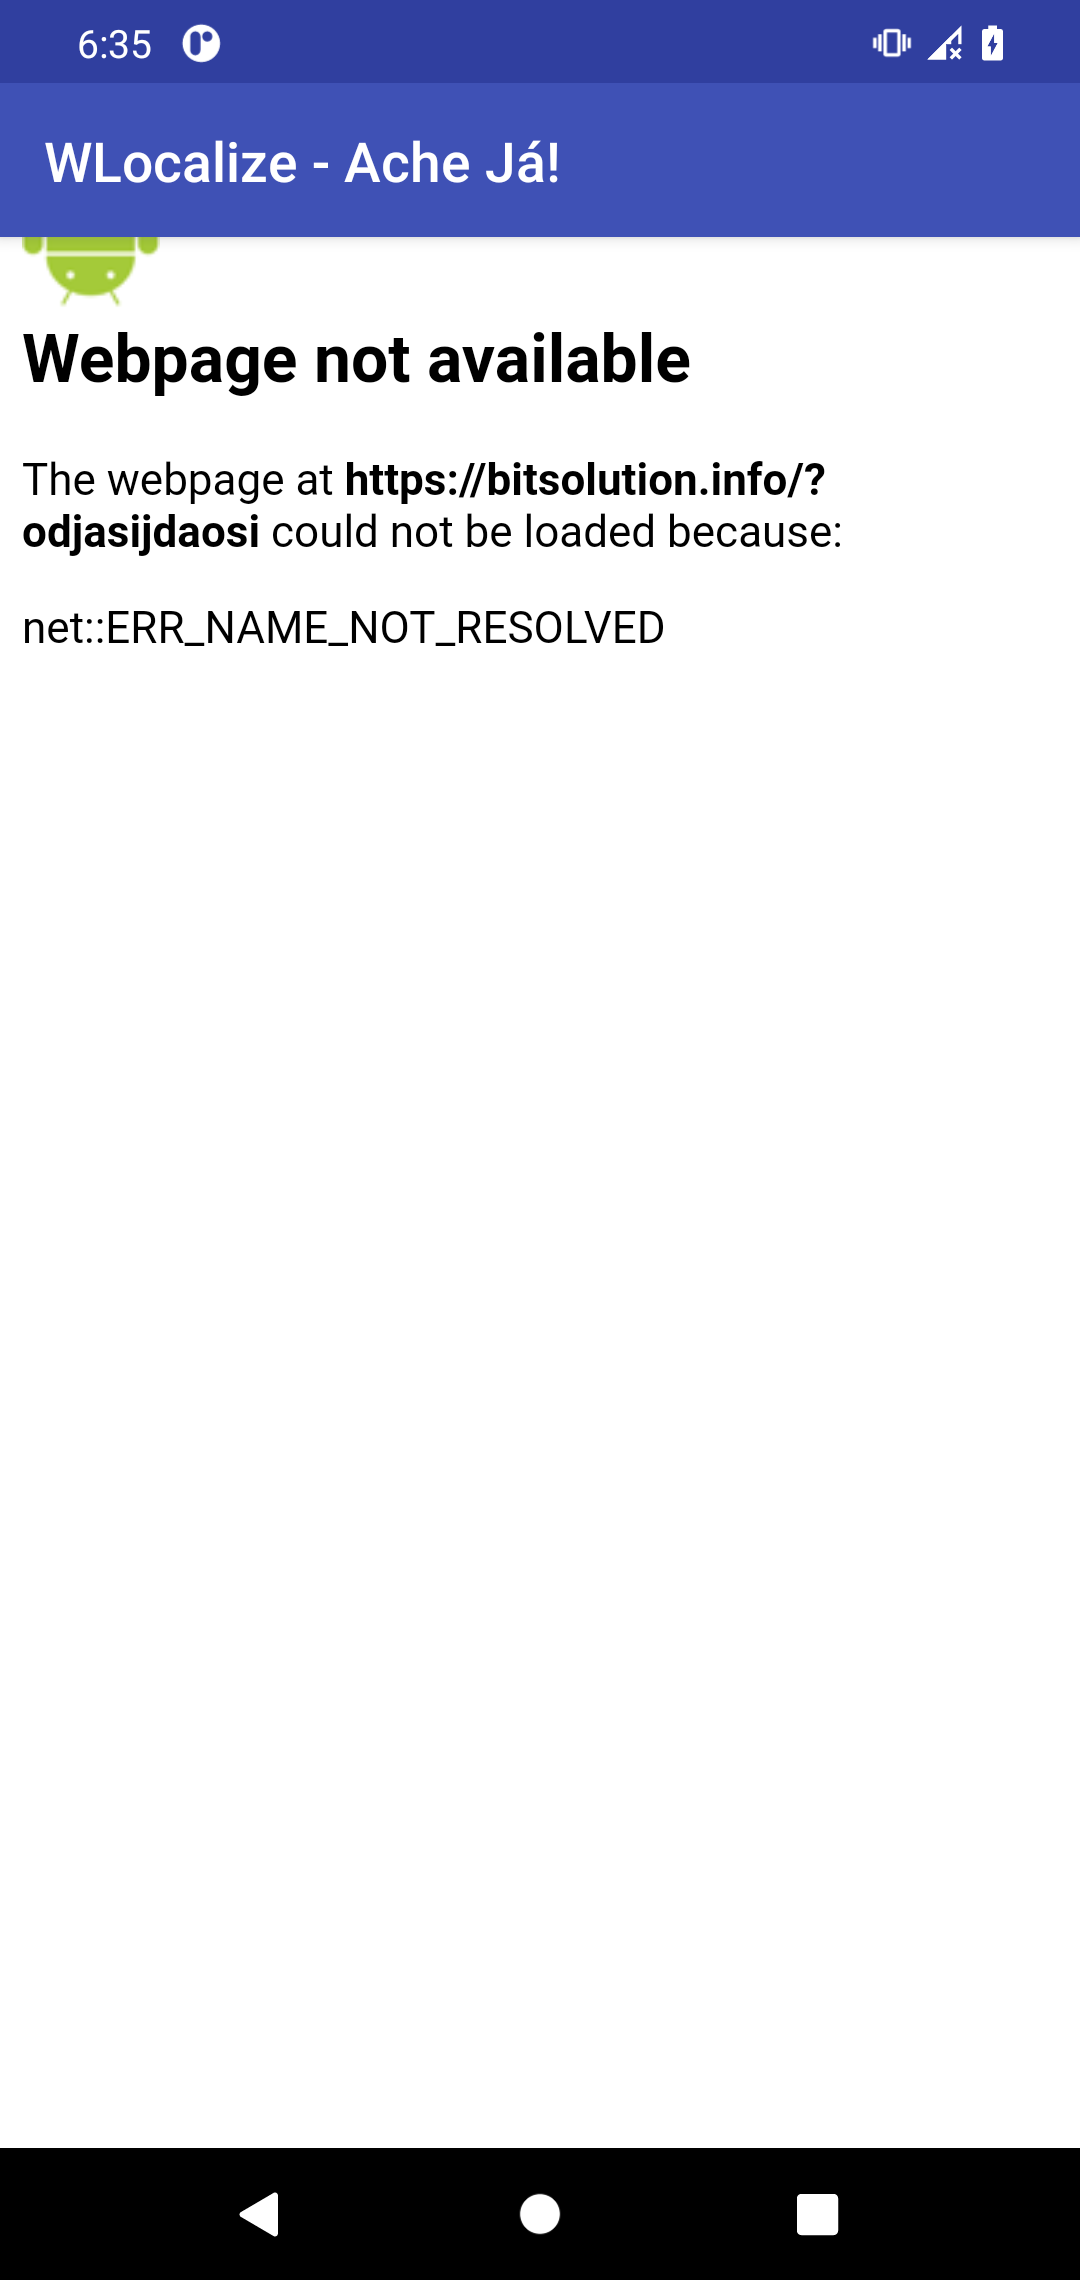 6:35
WLocalize - Ache Já!
Webpage not available
The webpage at https://bitsolution.info/?
odjasijdaosi could not be loaded because:
net::ERR_NAME_NOT_RESOLVED